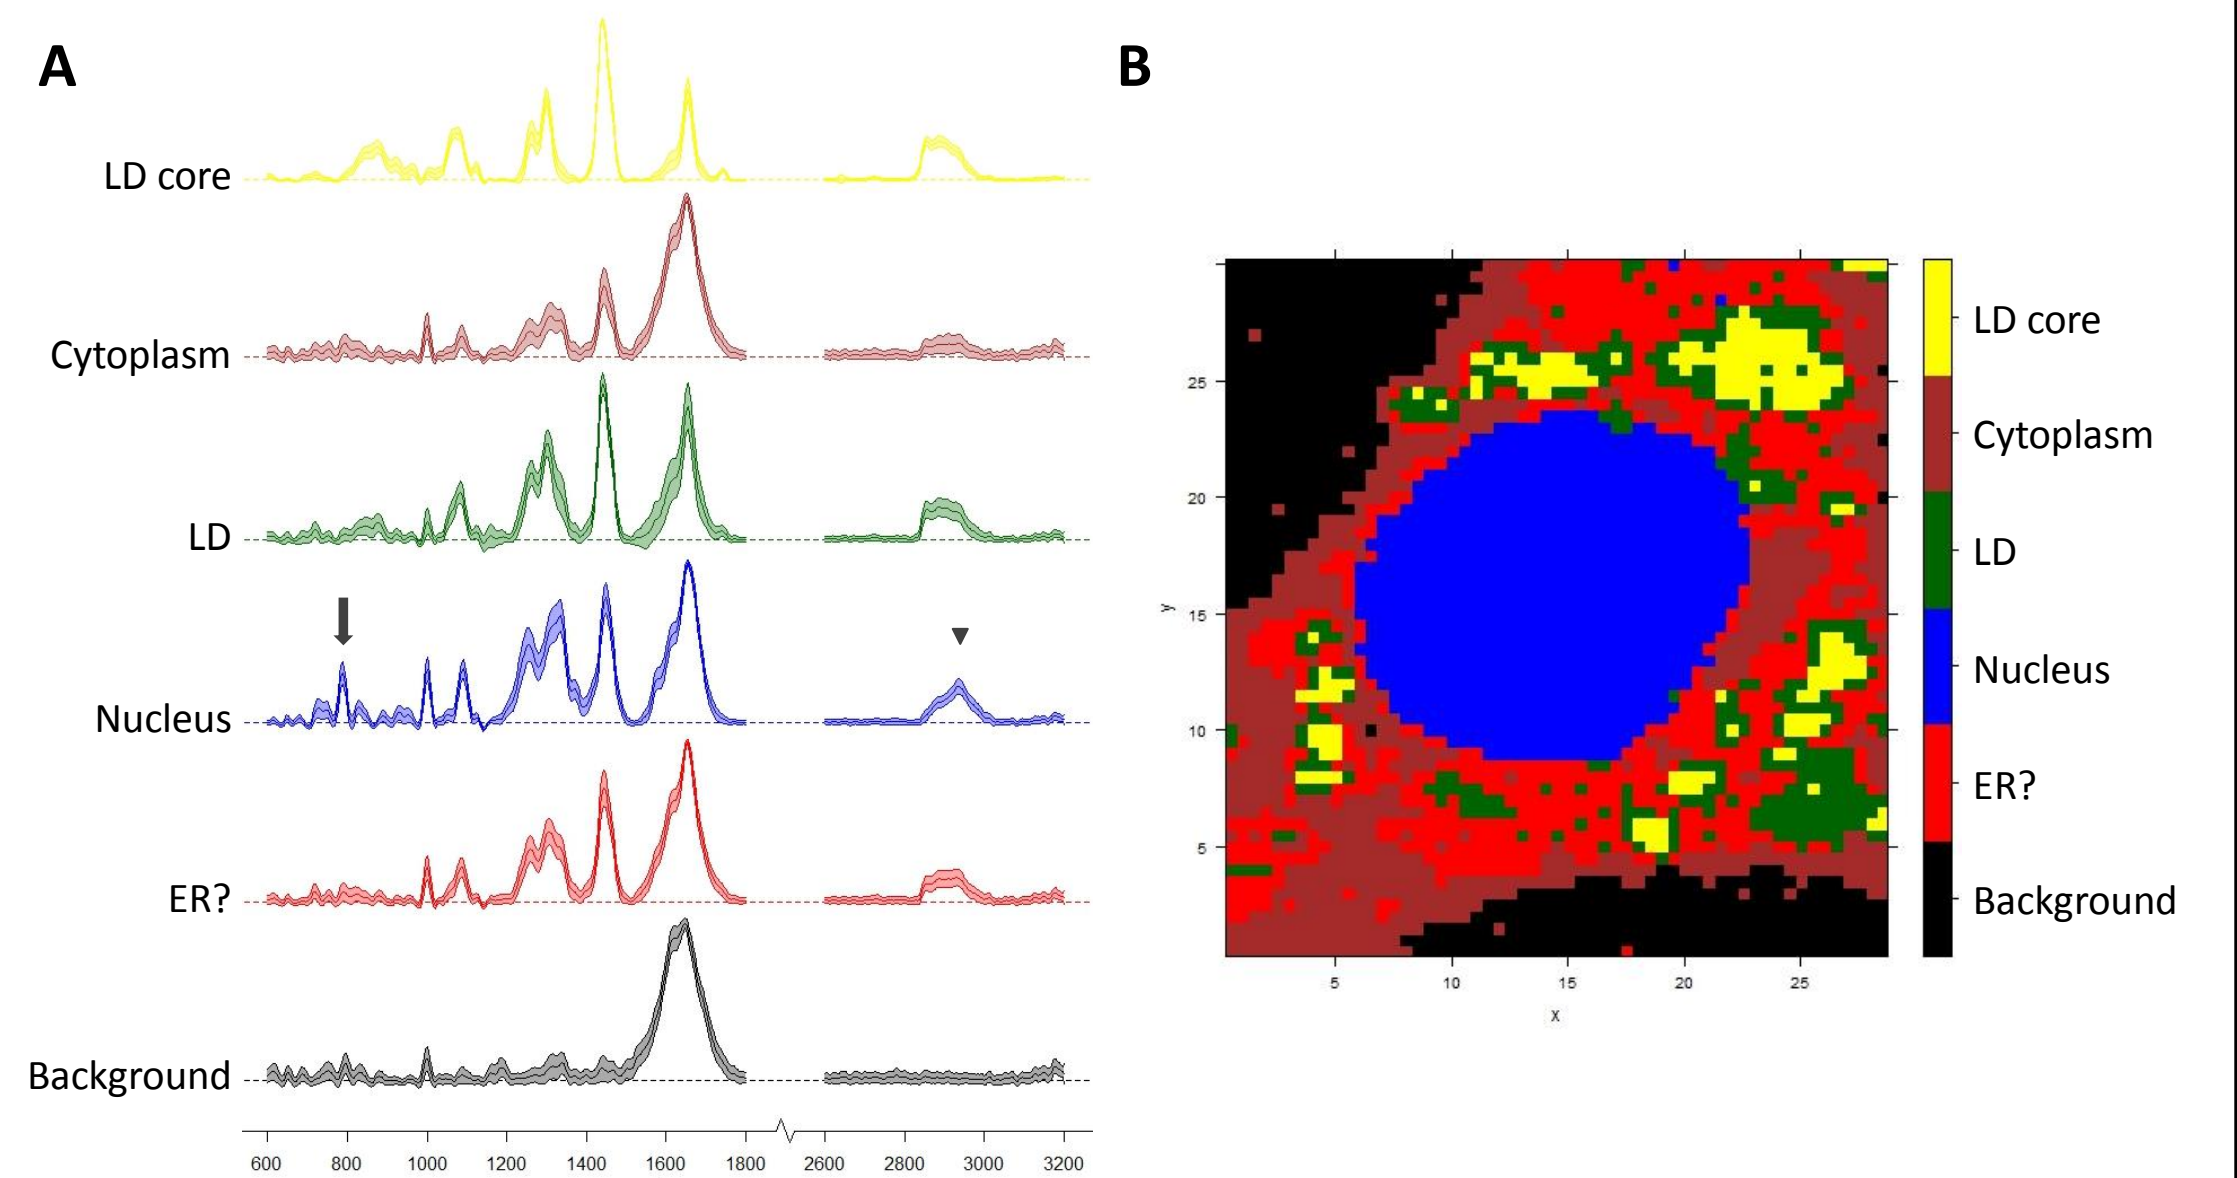 A
LD core
Cytoplasm
LD
Nucleus
ER?
Background
600 800 1000 1200 1400 1600 1800 2600 2800 3000 3200
B
25
20
15
10
5
y
5 10 15 20 25
x
LD core
Cytoplasm
LD
Nucleus
ER?
Background